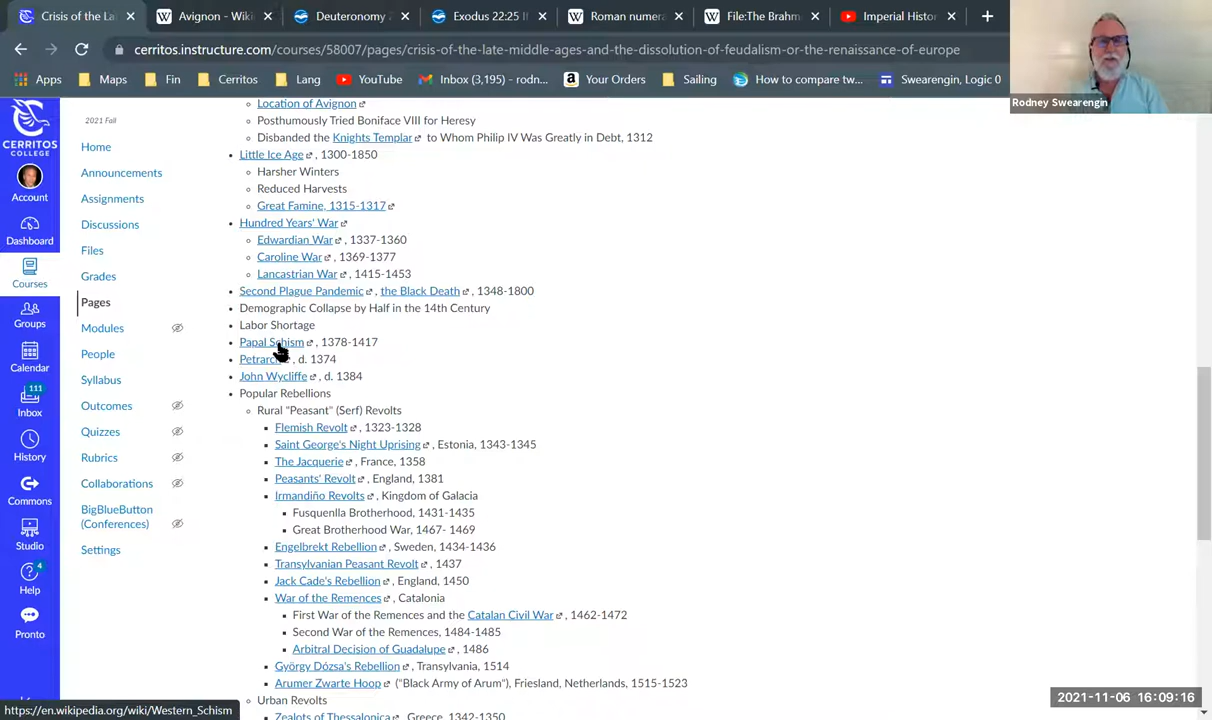 Crisis of the La
Avignon - Wiki
Deuteronomy
Exodus 22:25 I
Roman numera
File:The Brahm
Imperial Histor
cerritos.instructure.com/courses/58007/pages/crisis-of-the-late-middle-ages-and-the-dissolution-of-feudalism-or-the-renaissance-of-europe
Apps Maps Fin Cerritos Lang YouTube Inbox (3,195) - rodn... Your Orders Sailing How to compare tw... Swearengin, Logic 0
Rodney Swearengin
CERRITOS
COLLEGE
Account
Dashboard
Courses
Groups
Calendar
111
Inbox
History
Commons
Studio
4
Help
Pronto
2021 Fall
Home
Announcements
Assignments
Discussions
Files
Grades
Pages
Modules
People
Syllabus
Outcomes
Quizzes
Rubrics
Collaborations
BigBlueButton
(Conferences)
Settings
Location of Avignon
Posthumously Tried Boniface VIII for Heresy
Disbanded the Knights Templar to Whom Philip IV Was Greatly in Debt, 1312
Little Ice Age , 1300-1850
Harsher Winters
Reduced Harvests
Great Famine, 1315-1317
Hundred Years' War
Edwardian War , 1337-1360
Caroline War , 1369-1377
Lancastrian War , 1415-1453
Second Plague Pandemic , the Black Death , 1348-1800
Demographic Collapse by Half in the 14th Century
Labor Shortage
Papal Schism , 1378-1417
Petrarch , d. 1374
John Wycliffe , d. 1384
Popular Rebellions
Rural "Peasant" (Serf) Revolts
Flemish Revolt , 1323-1328
Saint George's Night Uprising , Estonia, 1343-1345
The Jacquerie , France, 1358
Peasants' Revolt , England, 1381
Irmandiño Revolts , Kingdom of Galacia
Fusquenlla Brotherhood, 1431-1435
Great Brotherhood War, 1467- 1469
Engelbrekt Rebellion , Sweden, 1434-1436
Transylvanian Peasant Revolt , 1437
Jack Cade's Rebellion , England, 1450
War of the Remences , Catalonia
First War of the Remences and the Catalan Civil War , 1462-1472
Second War of the Remences, 1484-1485
Arbitral Decision of Guadalupe , 1486
György Dózsa's Rebellion , Transylvania, 1514
Arumer Zwarte Hoop ("Black Army of Arum"), Friesland, Netherlands, 1515-1523
Urban Revolts
Zealots of Thessalonica , Greece, 1342-1350
https://en.wikipedia.org/wiki/Western_Schism
2021-11-06 16:09:16